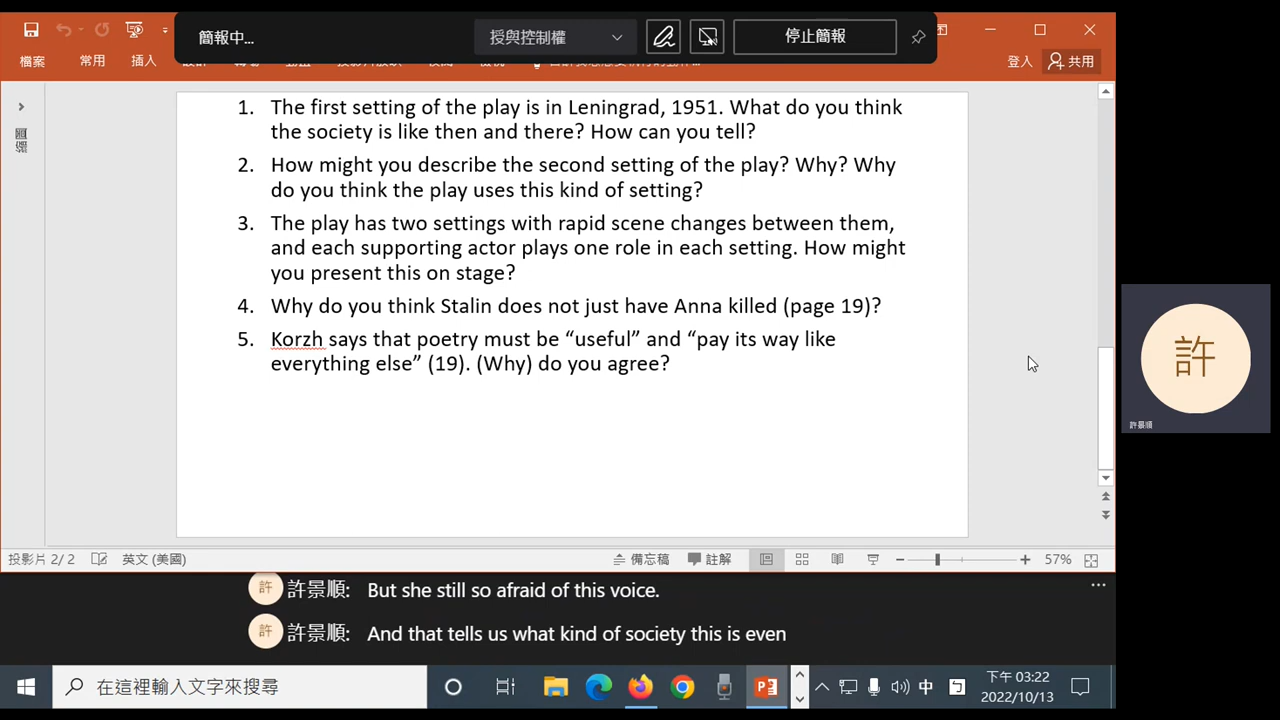 簡報中...
授與控制權
停止簡報
檔案
常用
插入
登入
共用
1. The first setting of the play is in Leningrad, 1951. What do you think
the society is like then and there? How can you tell?
2. How might you describe the second setting of the play? Why? Why
do you think the play uses this kind of setting?
3. The play has two settings with rapid scene changes between them,
and each supporting actor plays one role in each setting. How might
you present this on stage?
4. Why do you think Stalin does not just have Anna killed (page 19)?
5. Korzh says that poetry must be “useful” and “pay its way like
everything else” (19). (Why) do you agree?
許
許景順
投影片 2/ 2
英文 (美國)
備忘稿
註解
57%
許 許景順: But she still so afraid of this voice.
許 許景順: And that tells us what kind of society this is even
在這裡輸入文字來搜尋
中
下午 03:22
2022/10/13